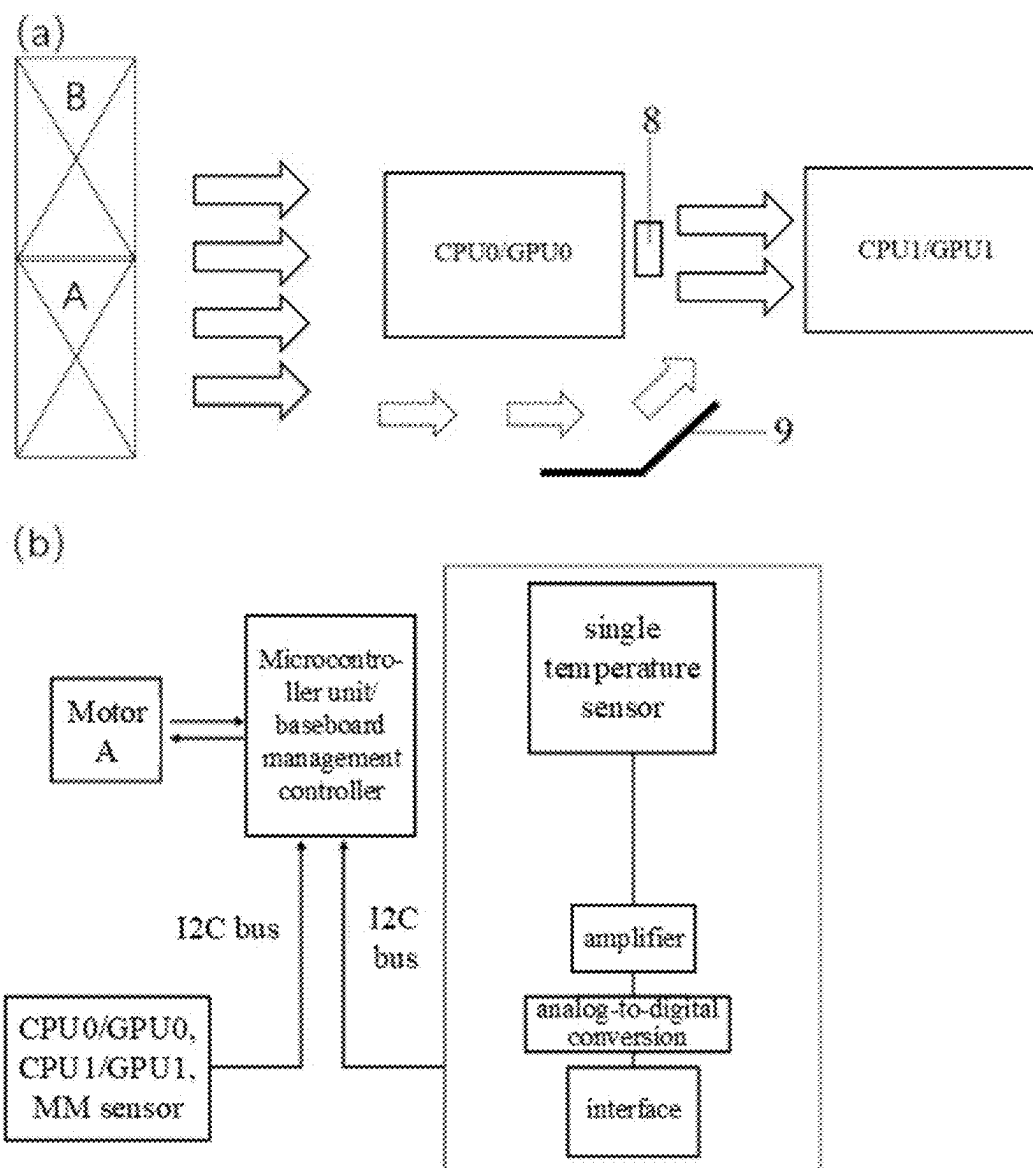 (a)
B
A
8
CPU0/GPU0
CPU1/GPU1
9
(b)
Motor
A
Microcontro-
ller unit/
baseboard
management
controller
single
temperature
sensor
I2C bus
I2C
bus
amplifier
analog-to-digital
conversion
interface
CPU0/GPU0,
CPU1/GPU1,
MM sensor